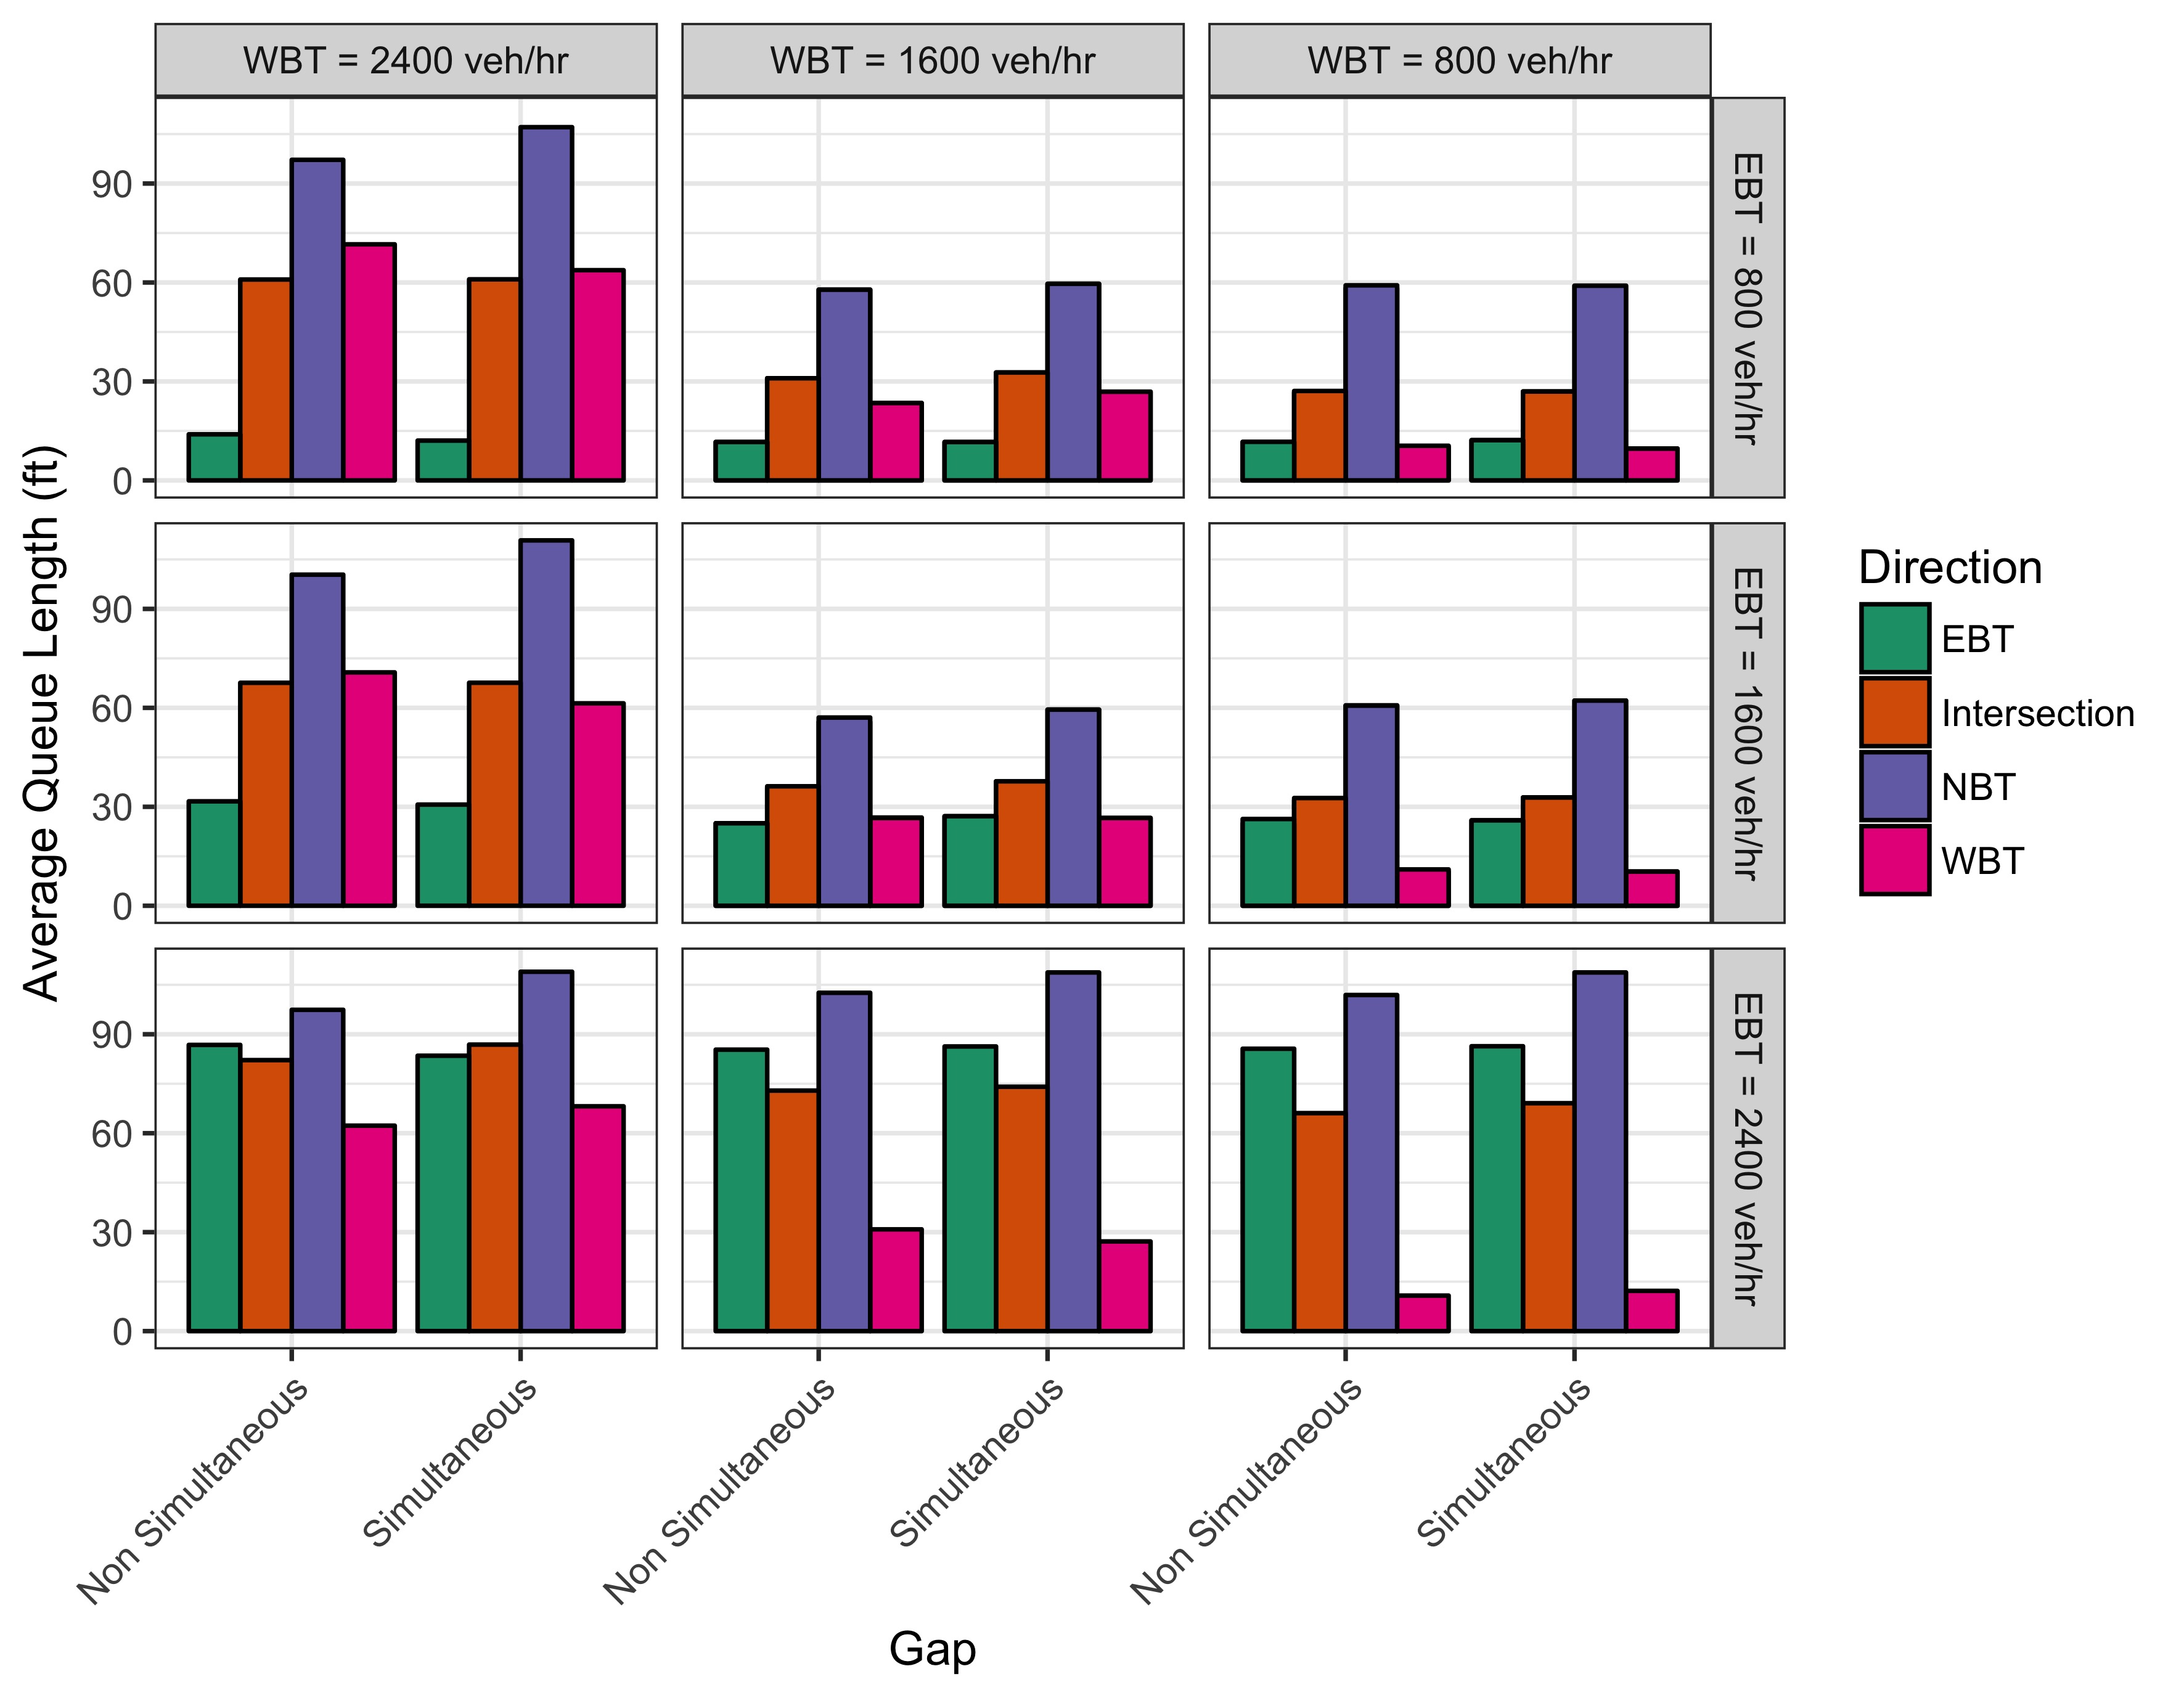 WBT = 2400 veh/hr
WBT = 1600 veh/hr
WBT = 800 veh/hr
Average Queue Length (ft)
90
60
30
0
EBT = 800 veh/hr
90
60
30
0
EBT = 1600 veh/hr
90
60
30
0
EBT = 2400 veh/hr
Non Simultaneous
Simultaneous
Non Simultaneous
Simultaneous
Non Simultaneous
Simultaneous
Gap
Direction
EBT
Intersection
NBT
WBT